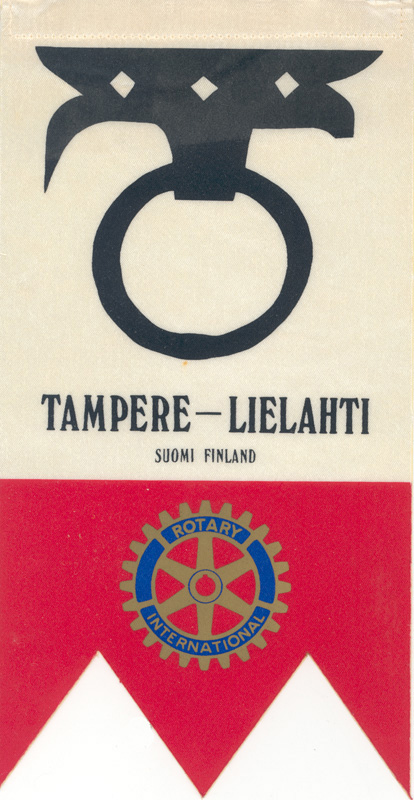 TAMPERE—LIELAHTI
SUOMI FINLAND
ROTARY
INTERNATIONAL